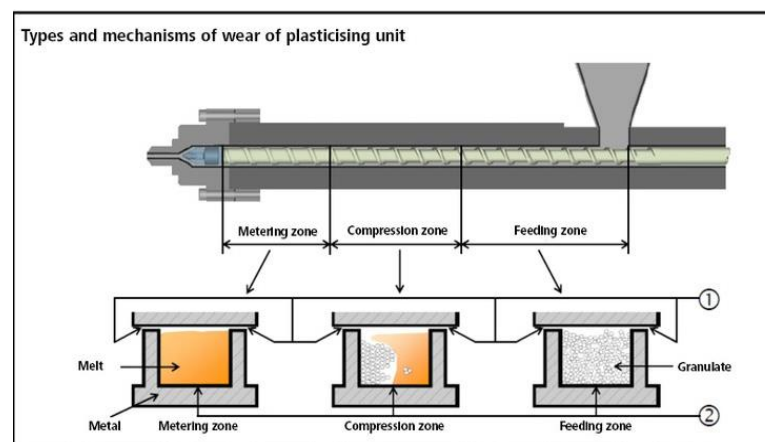 Types and mechanisms of wear of plasticising unit
Metering zone
Compression zone
Feeding zone
1
Melt
Granulate
Metal
Metering zone
Compression zone
Feeding zone
2